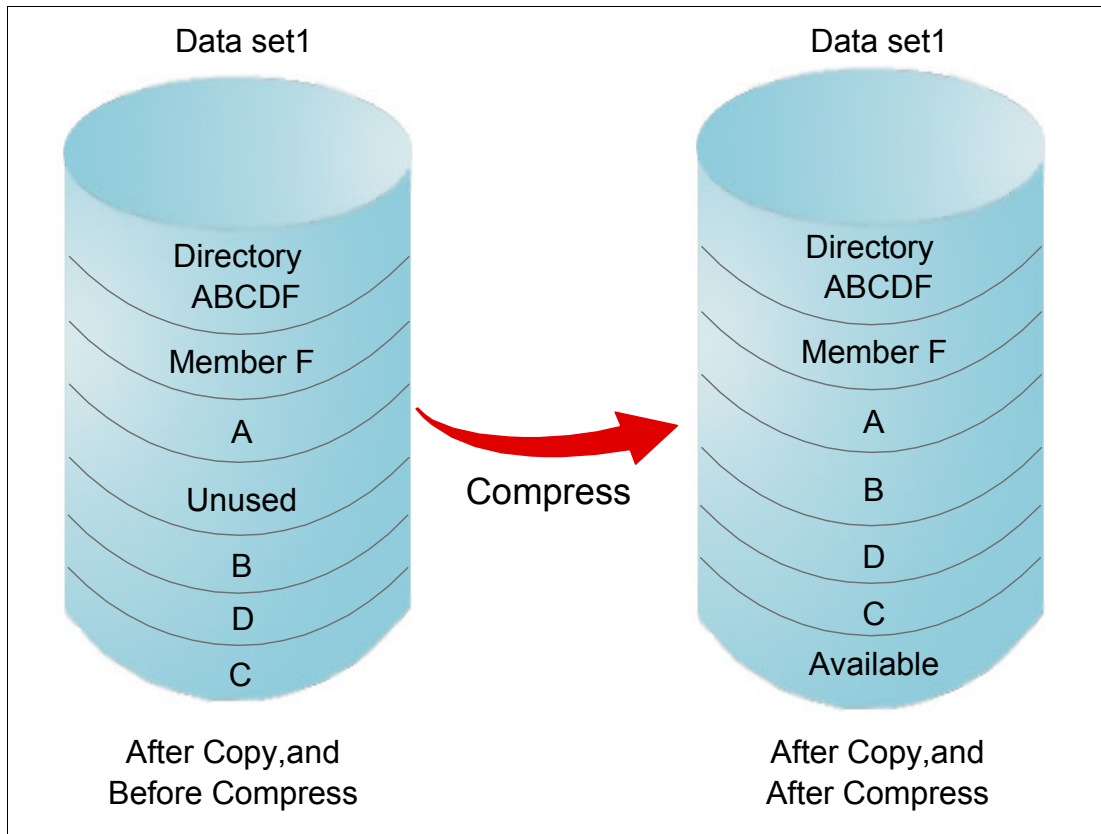 Data set1
Directory
ABCDF
Member F
A
Unused
B
D
C
After Copy,and
Before Compress
Compress
Data set1
Directory
ABCDF
Member F
A
B
D
C
Available
After Copy,and
After Compress